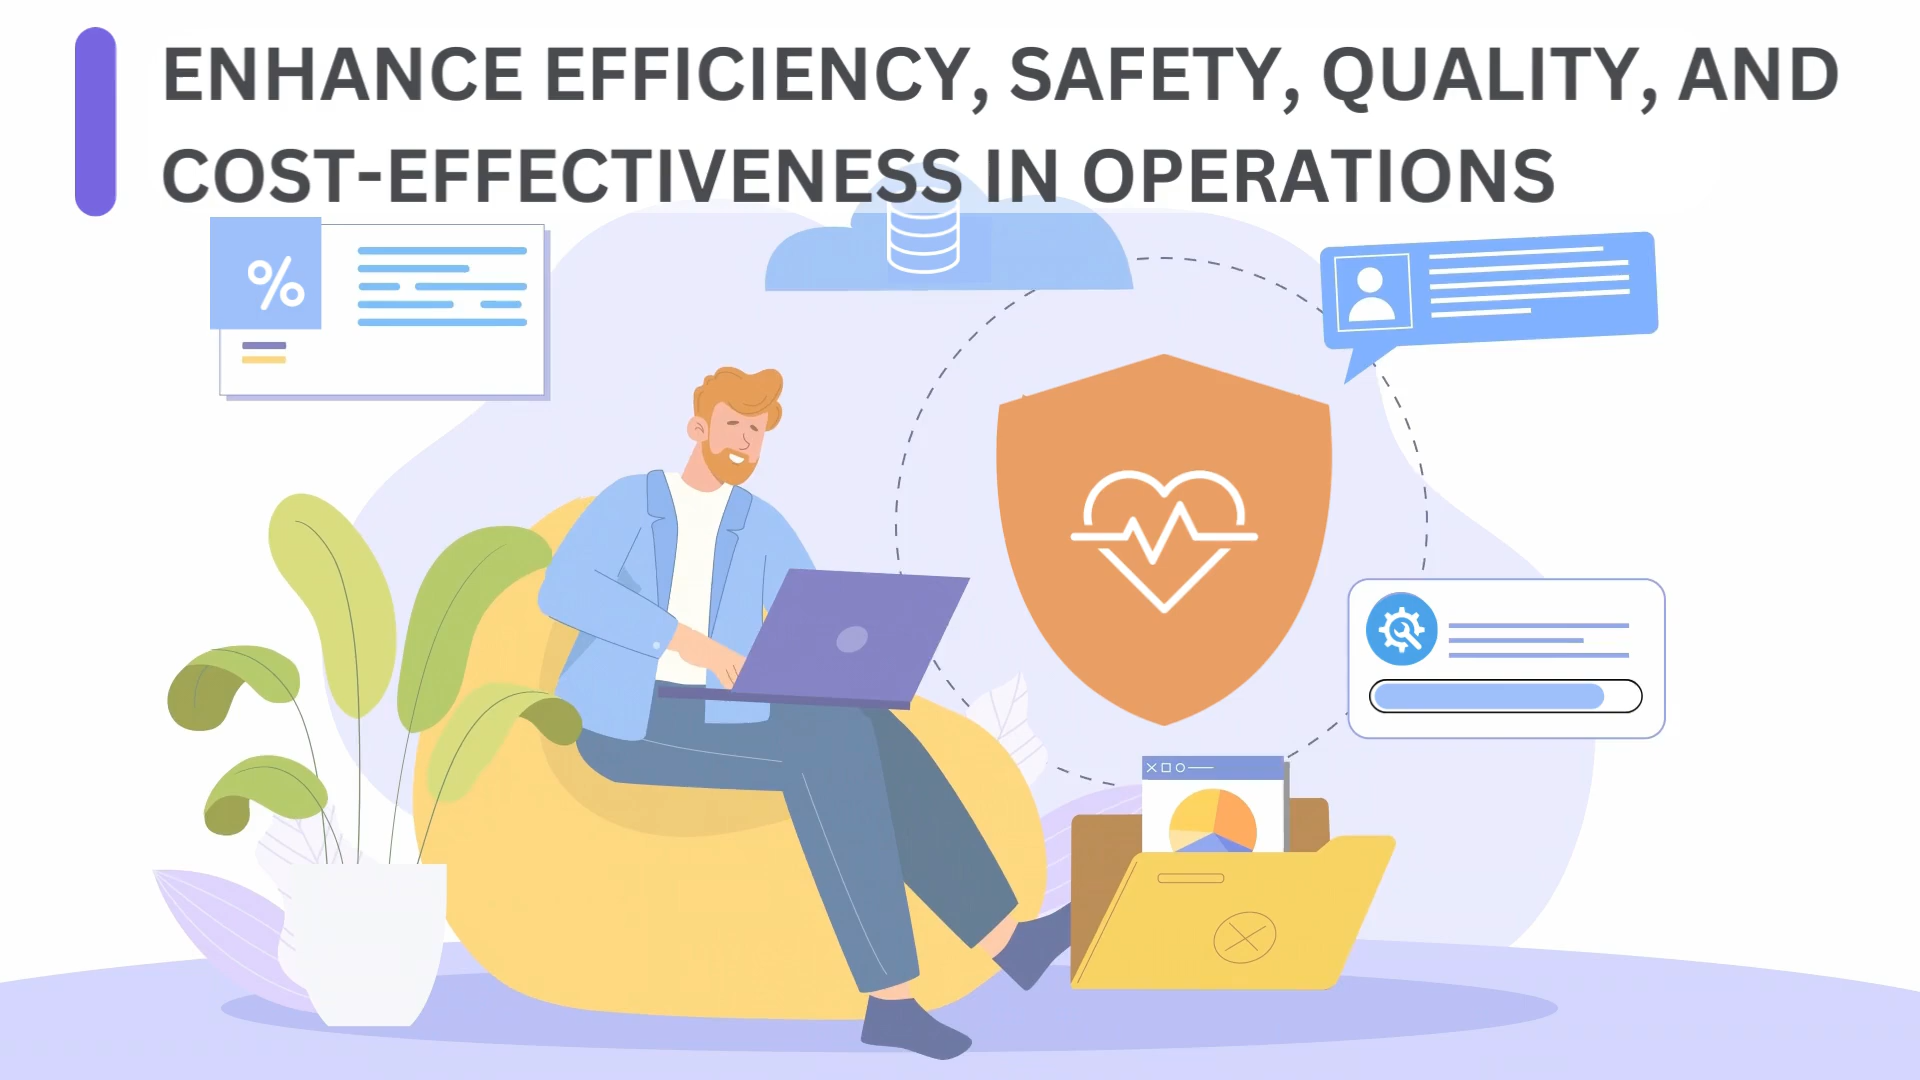 ENHANCE EFFICIENCY, SAFETY, QUALITY, AND
COST-EFFECTIVENESS IN OPERATIONS
%